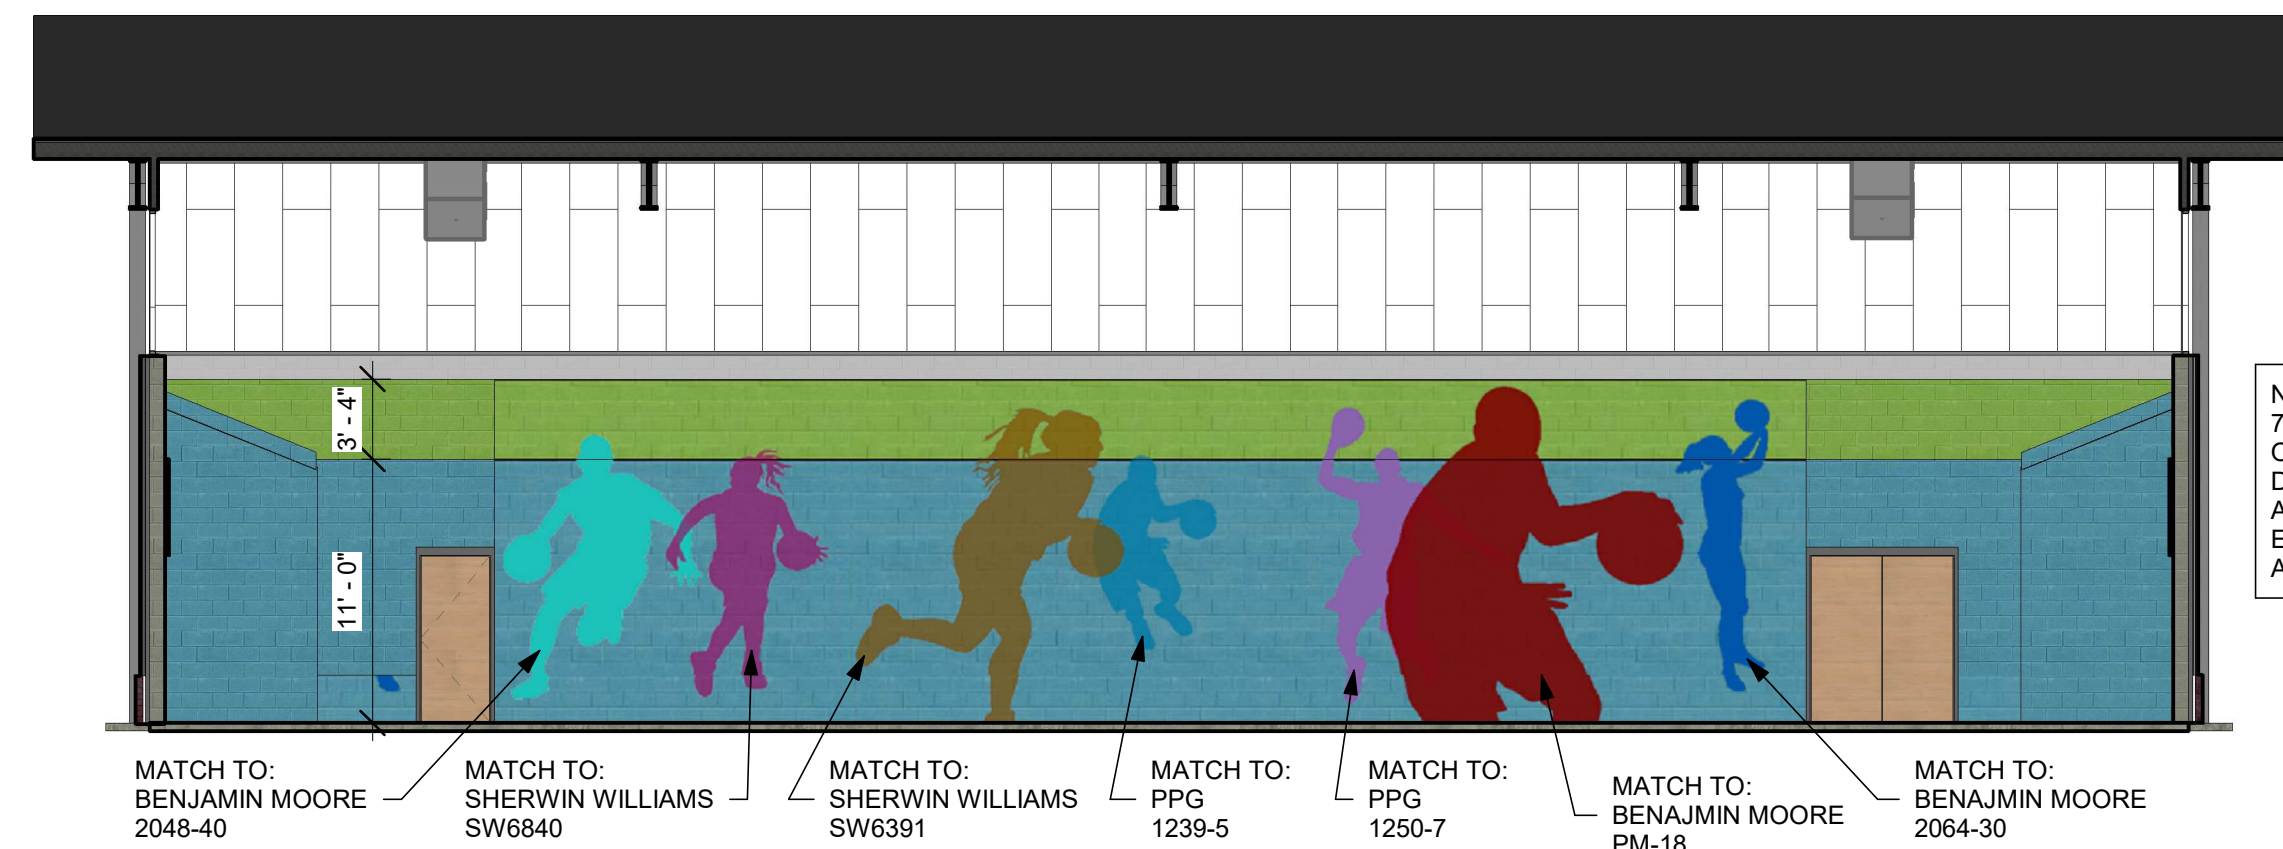 3' - 4"
11' - 0"
MATCH TO:
BENJAMIN MOORE
2048-40
MATCH TO:
SHERWIN WILLIAMS
SW6840
MATCH TO:
SHERWIN WILLIAMS
SW6391
MATCH TO:
PPG
1239-5
MATCH TO:
PPG
1250-7
MATCH TO:
BENAJMIN MOORE
PM-18
MATCH TO:
BENAJMIN MOORE
2064-30